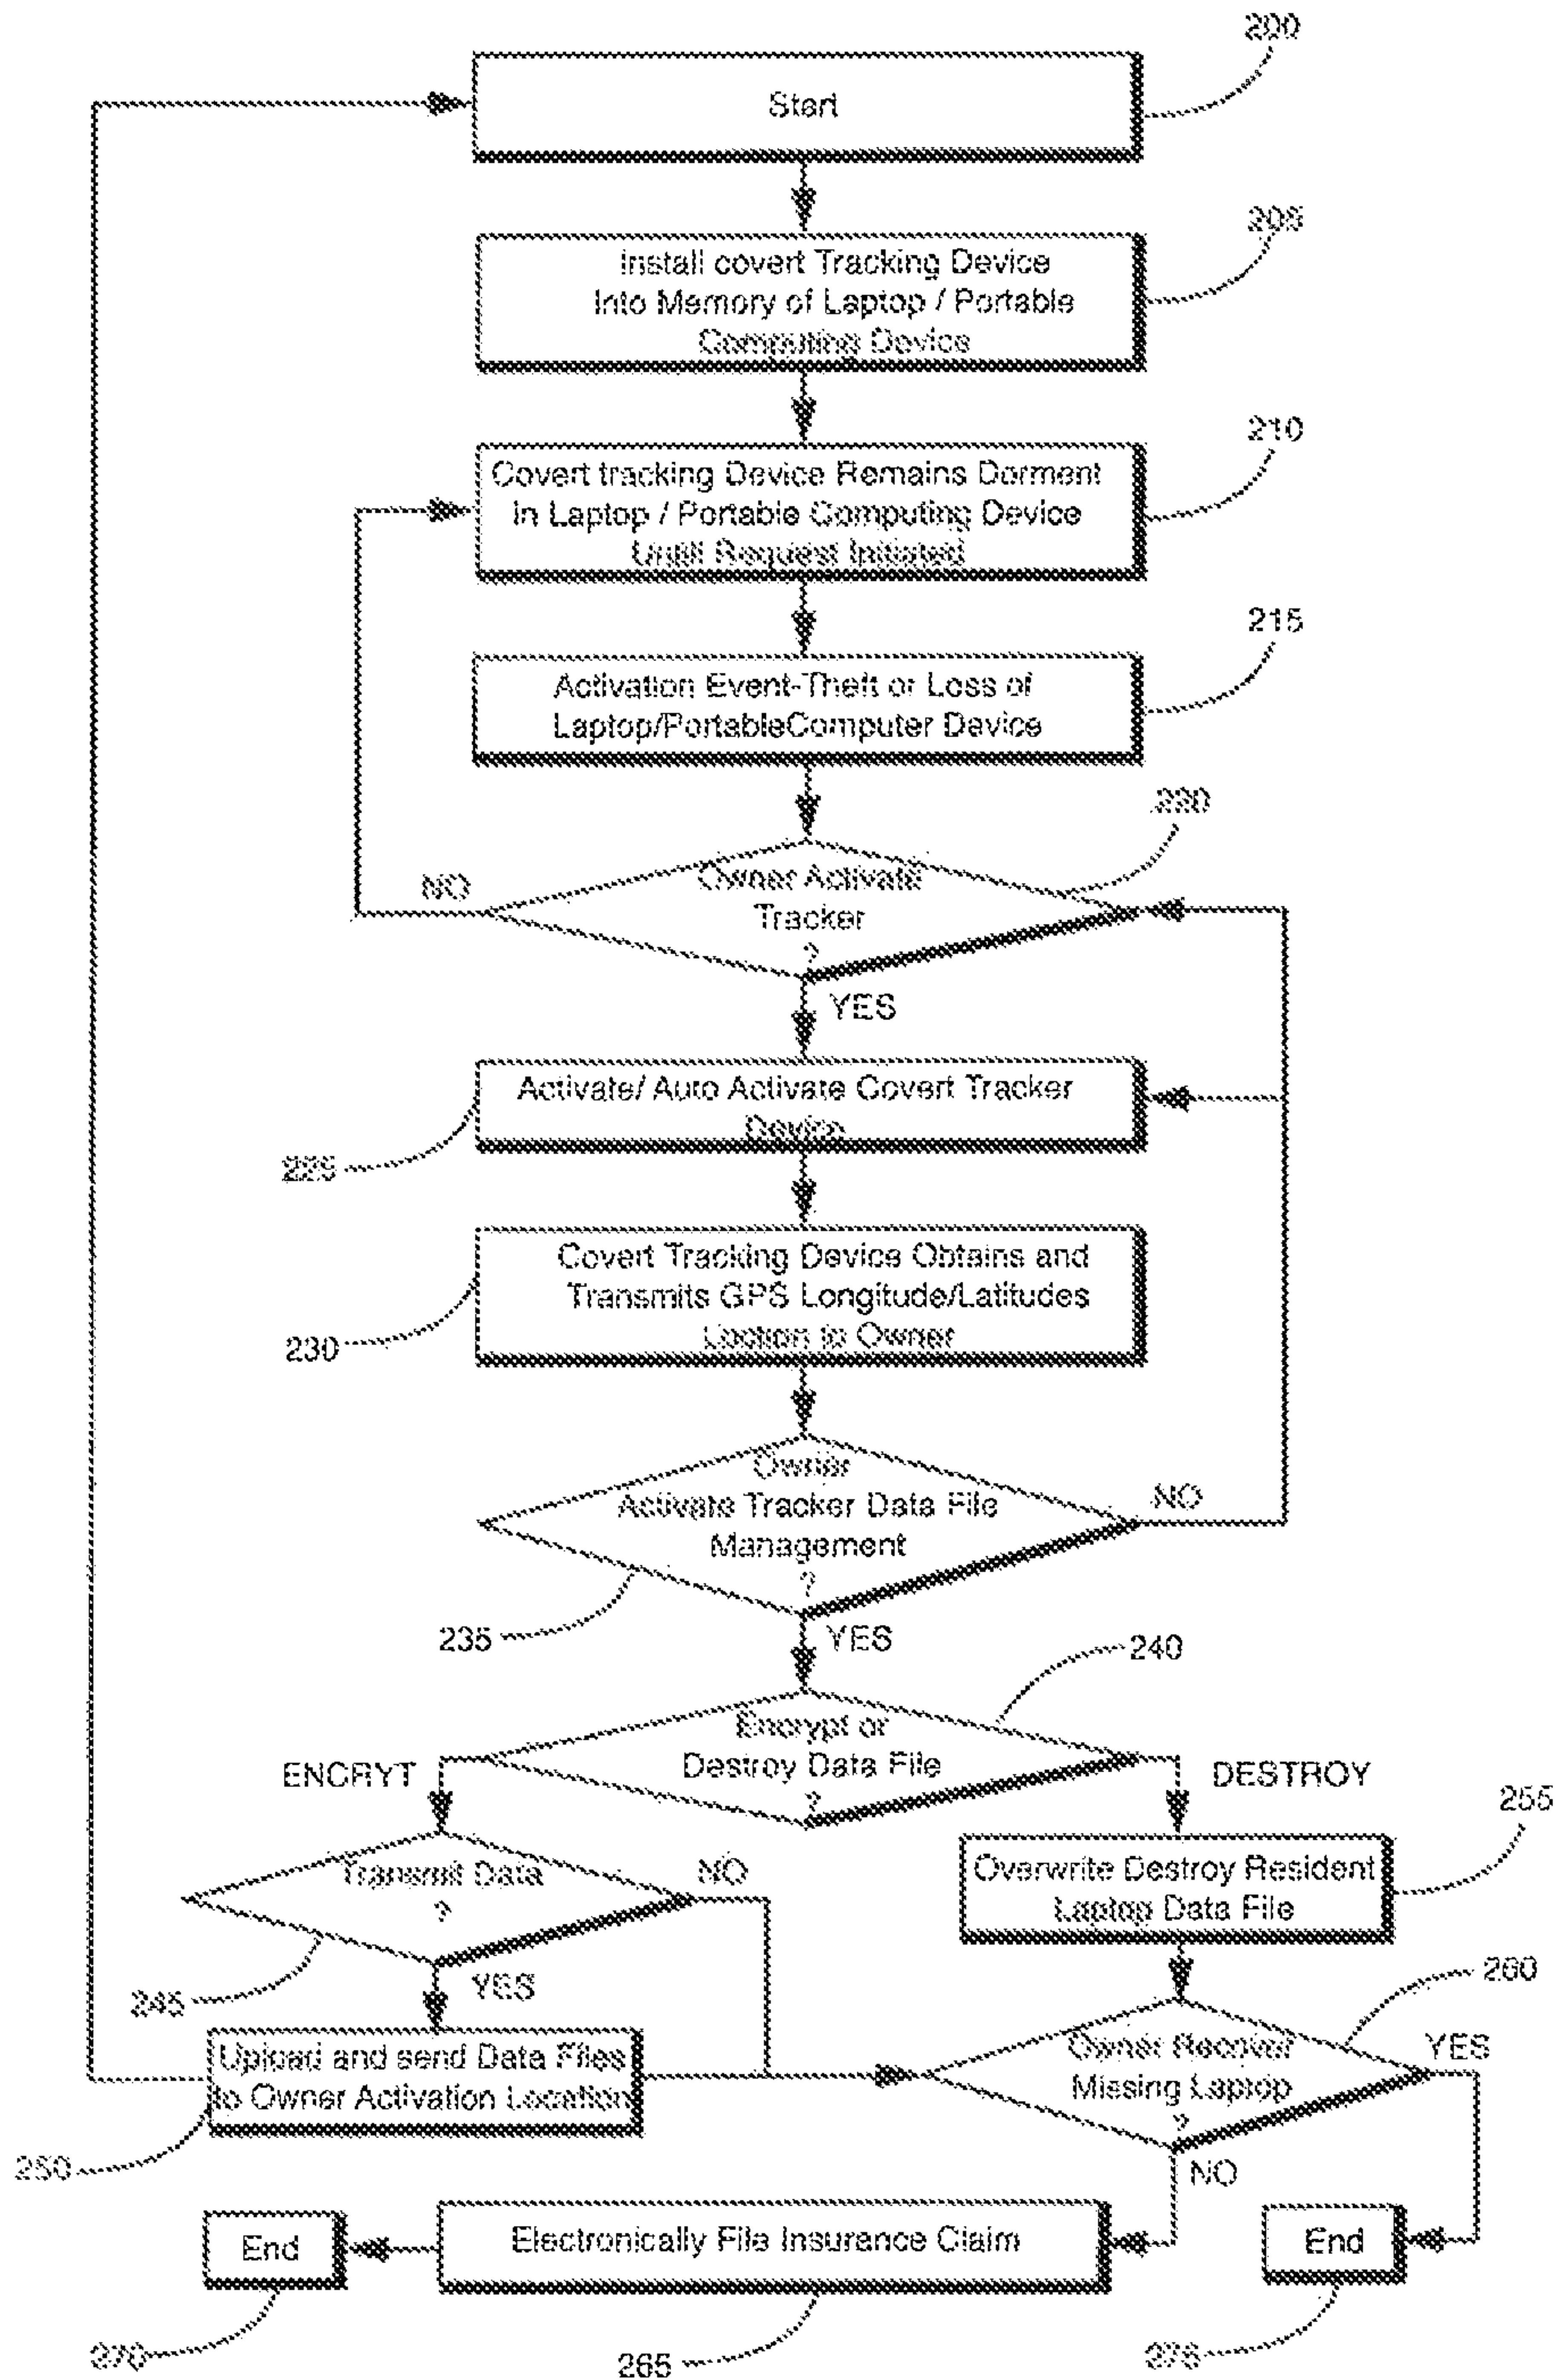 200
Start
205
Install covert Tracking Device
Into Memory of Laptop / Portable
Computing Device
210
Covert tracking Device Remains Dorment
In Laptop / Portable Computing Device
Untill Request Initiated
215
Activation Event-Theft or Loss of
Laptop/PortableComputer Device
220
Owner Activate
Tracker
?
NO
YES
Activate/ Auto Activate Covert Tracker
Device
225
Covert Tracking Device Obtains and
Transmits GPS Longitude/Latitudes
Loction to Owner
230
Owner
Activate Tracker Data File
Management
?
NO
235
YES
240
Encrypt or
Destroy Data File
?
ENCRYT
DESTROY
255
Transmit Data
?
NO
Overwrite Destroy Resident
Laptop Data File
245
YES
260
Upload and send Data Files
to Owner Activation Location
Owner Recover
Missing Laptop
?
YES
250
NO
End
Electronically File Insurance Claim
End
270
265
275